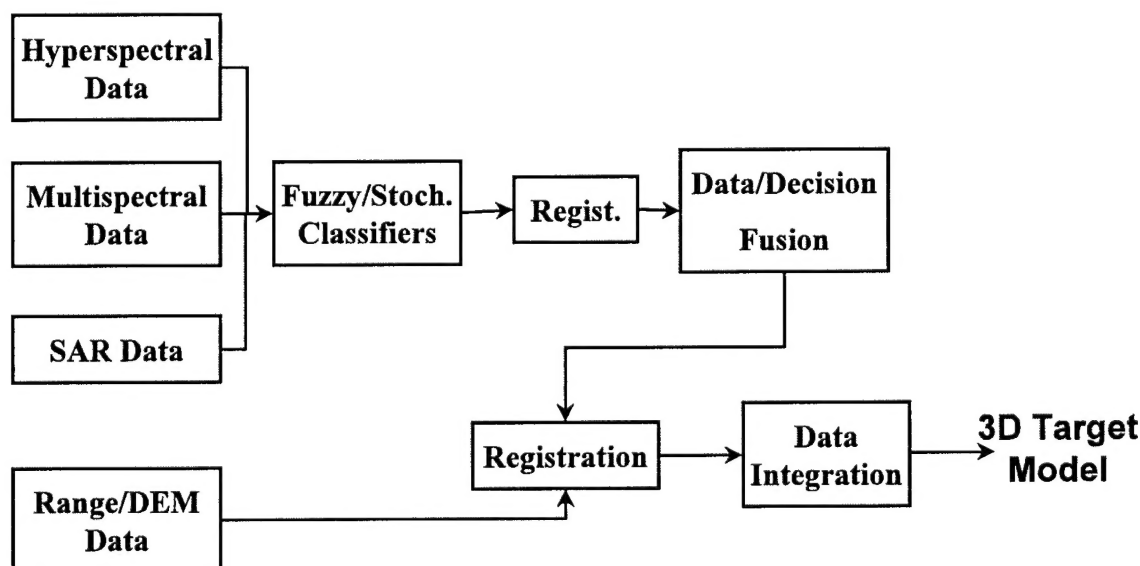 Hyperspectral
Data
Multispectral
Data
Fuzzy/Stoch.
Classifiers
Regist.
Data/Decision
Fusion
SAR Data
Registration
Data
Integration
3D Target
Model
Range/DEM
Data